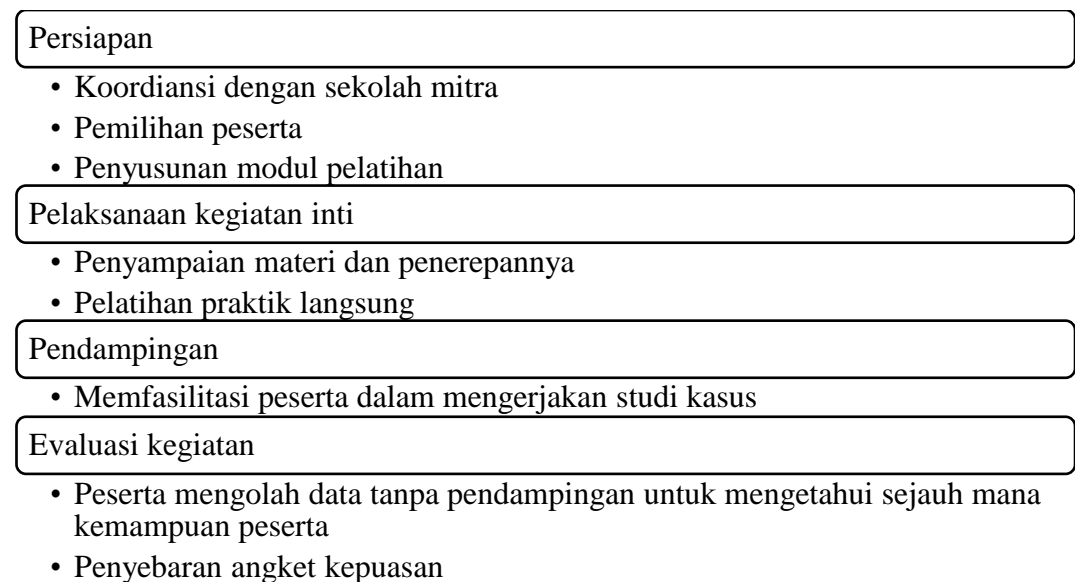 Persiapan
• Koordiansi dengan sekolah mitra
• Pemilihan peserta
• Penyusunan modul pelatihan
Pelaksanaan kegiatan inti
• Penyampaian materi dan penerepannya
• Pelatihan praktik langsung
Pendampingan
• Memfasilitasi peserta dalam mengerjakan studi kasus
Evaluasi kegiatan
• Peserta mengolah data tanpa pendampingan untuk mengetahui sejauh mana
kemampuan peserta
• Penyebaran angket kepuasan